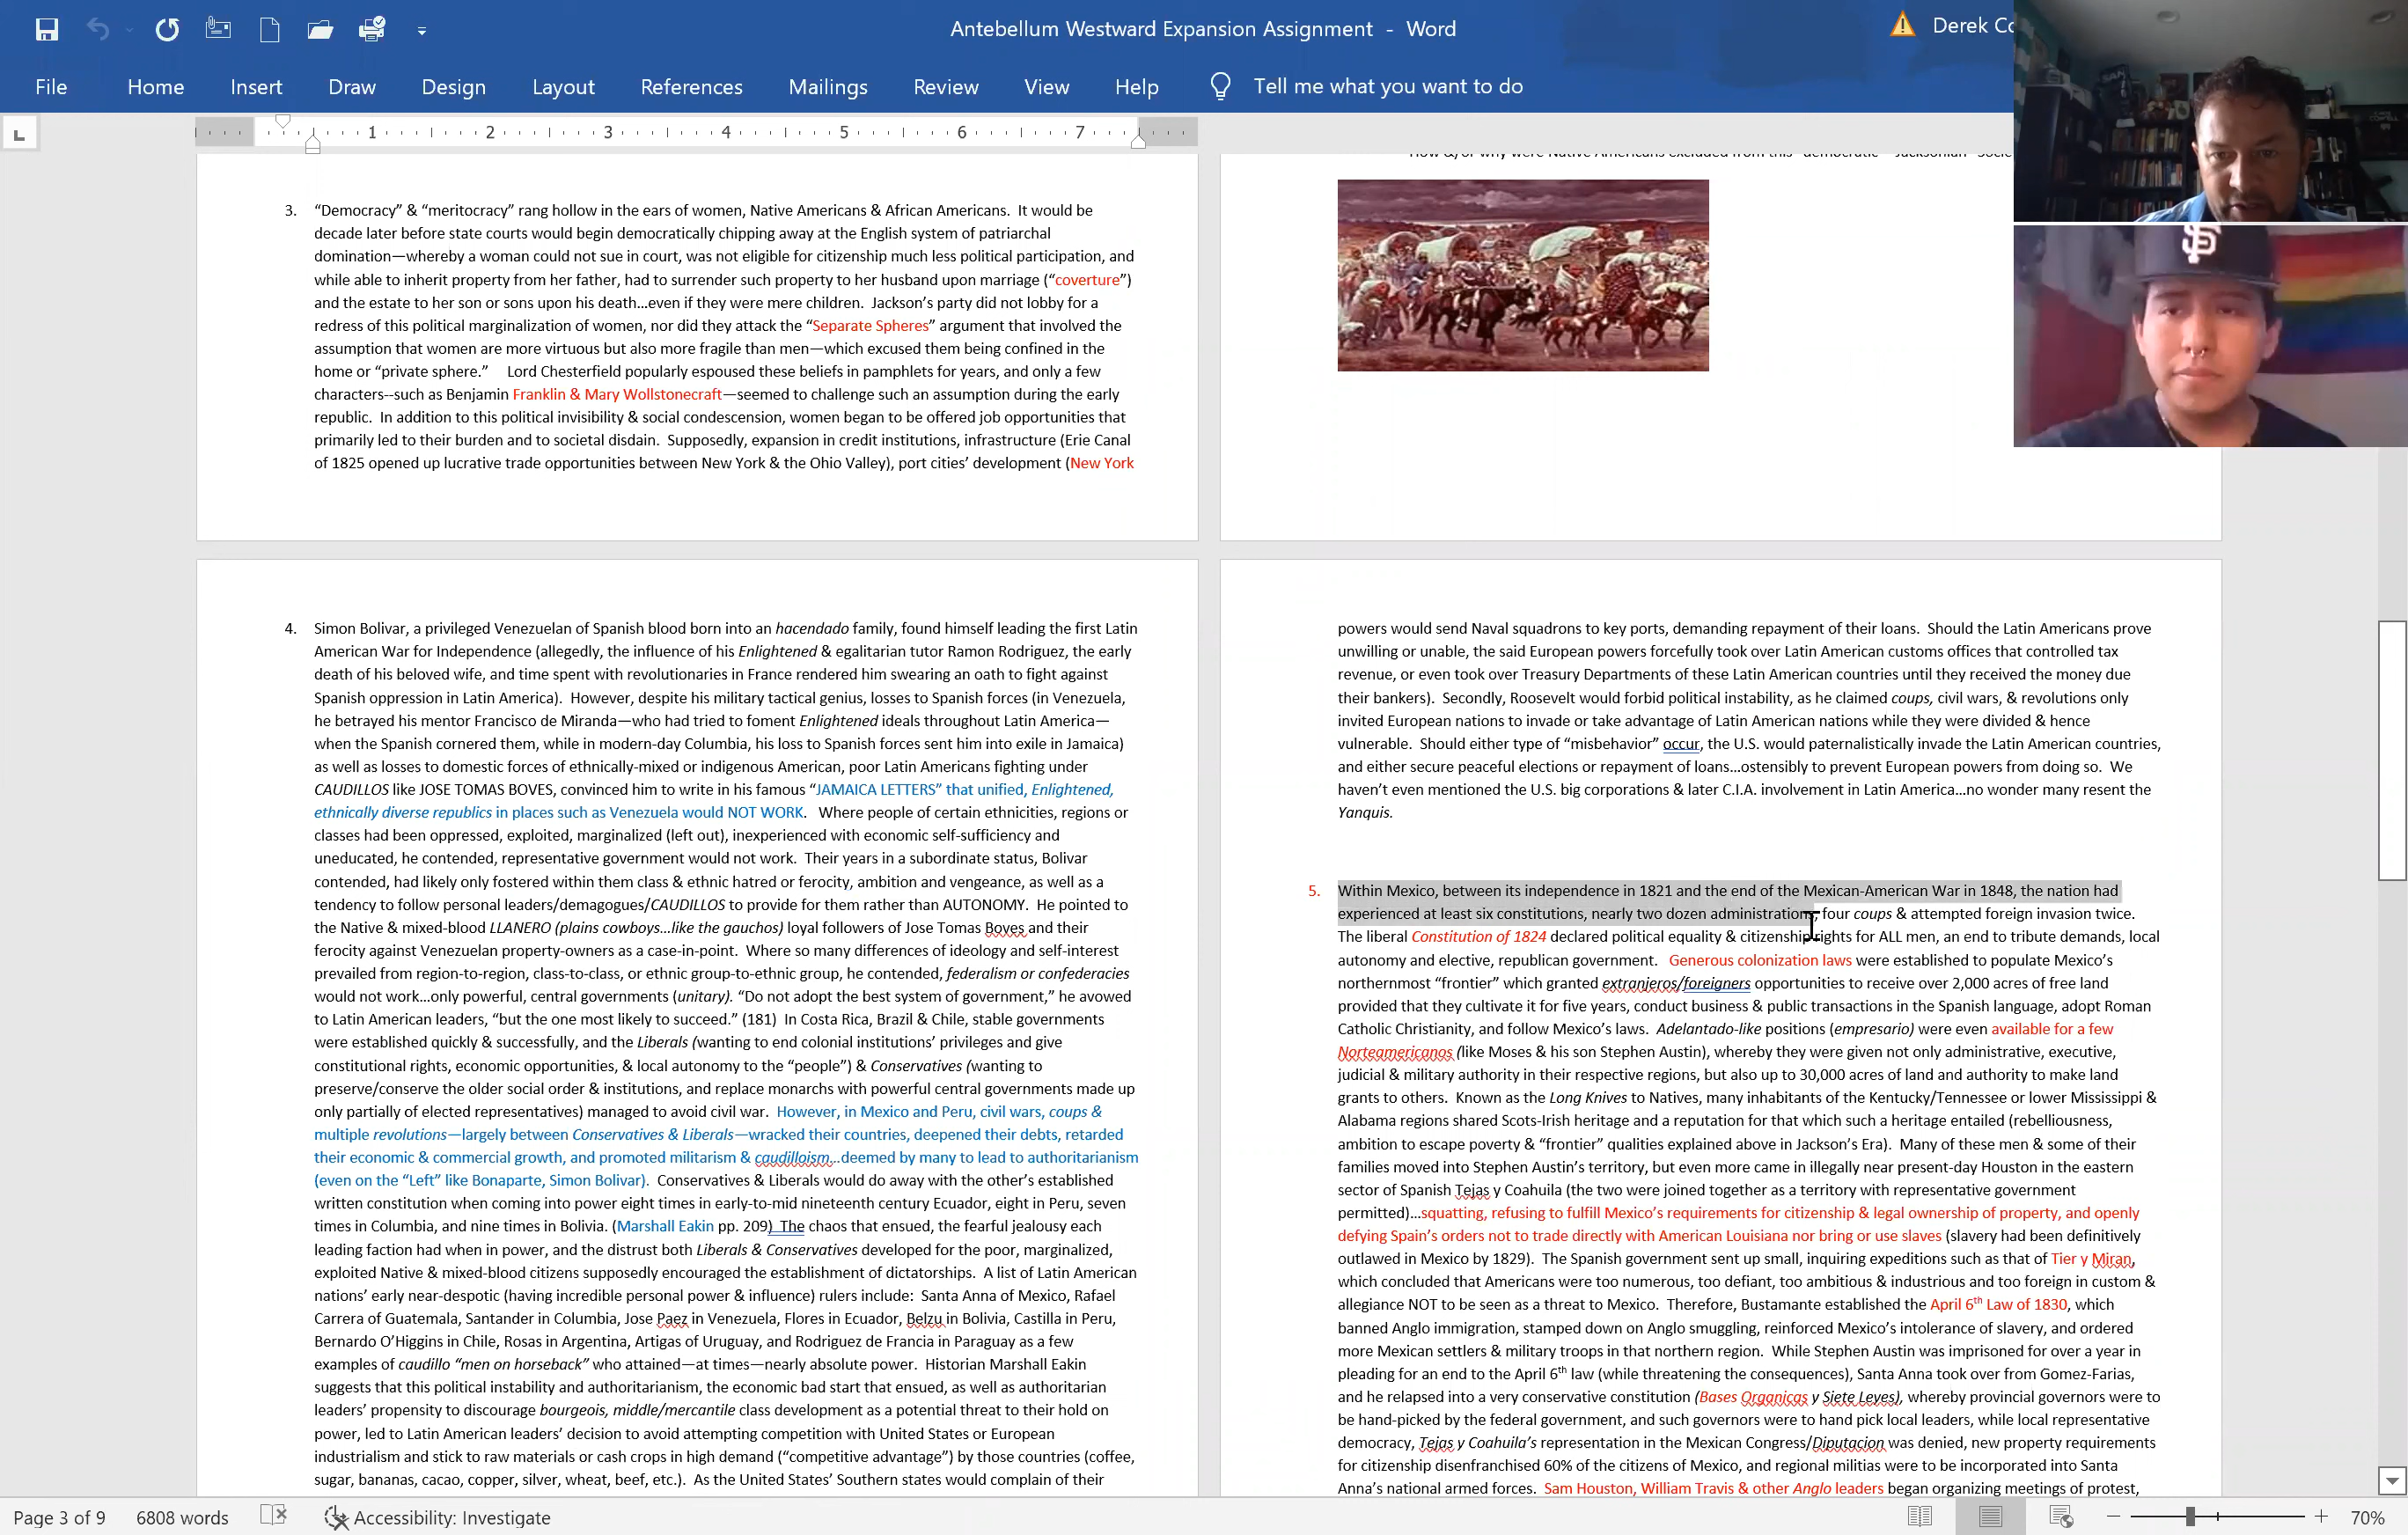 Antebellum Westward Expansion Assignment - Word
Derek
File Home Insert Draw Design Layout References Mailings Review View Help Tell me what you want to do
1 2 3 4 5 6 7
3. “Democracy” & “meritocracy” rang hollow in the ears of women, Native Americans & African Americans. It would be
decade later before state courts would begin democratically chipping away at the English system of patriarchal
domination—whereby a woman could not sue in court, was not eligible for citizenship much less political participation, and
while able to inherit property from her father, had to surrender such property to her husband upon marriage (“coverture”)
and the estate to her son or sons upon his death…even if they were mere children. Jackson’s party did not lobby for a
redress of this political marginalization of women, nor did they attack the “Separate Spheres” argument that involved the
assumption that women are more virtuous but also more fragile than men—which excused them being confined in the
home or “private sphere.” Lord Chesterfield popularly espoused these beliefs in pamphlets for years, and only a few
characters--such as Benjamin Franklin & Mary Wollstonecraft—seemed to challenge such an assumption during the early
republic. In addition to this political invisibility & social condescension, women began to be offered job opportunities that
primarily led to their burden and to societal disdain. Supposedly, expansion in credit institutions, infrastructure (Erie Canal
of 1825 opened up lucrative trade opportunities between New York & the Ohio Valley), port cities’ development (New York
4. Simon Bolivar, a privileged Venezuelan of Spanish blood born into an hacendado family, found himself leading the first Latin
American War for Independence (allegedly, the influence of his Enlightened & egalitarian tutor Ramon Rodriguez, the early
death of his beloved wife, and time spent with revolutionaries in France rendered him swearing an oath to fight against
Spanish oppression in Latin America). However, despite his military tactical genius, losses to Spanish forces (in Venezuela,
he betrayed his mentor Francisco de Miranda—who had tried to foment Enlightened ideals throughout Latin America—
when the Spanish cornered them, while in modern-day Columbia, his loss to Spanish forces sent him into exile in Jamaica)
as well as losses to domestic forces of ethnically-mixed or indigenous American, poor Latin Americans fighting under
CAUDILLOS like JOSE TOMAS BOVES, convinced him to write in his famous “JAMAICA LETTERS” that unified, Enlightened,
ethnically diverse republics in places such as Venezuela would NOT WORK. Where people of certain ethnicities, regions or
classes had been oppressed, exploited, marginalized (left out), inexperienced with economic self-sufficiency and
uneducated, he contended, representative government would not work. Their years in a subordinate status, Bolivar
contended, had likely only fostered within them class & ethnic hatred or ferocity, ambition and vengeance, as well as a
tendency to follow personal leaders/demagogues/CAUDILLOS to provide for them rather than AUTONOMY. He pointed to
the Native & mixed-blood LLANERO (plains cowboys…like the gauchos) loyal followers of Jose Tomas Boves and their
ferocity against Venezuelan property-owners as a case-in-point. Where so many differences of ideology and self-interest
prevailed from region-to-region, class-to-class, or ethnic group-to-ethnic group, he contended, federalism or confederacies
would not work…only powerful, central governments (unitary). “Do not adopt the best system of government,” he avowed
to Latin American leaders, “but the one most likely to succeed.” (181) In Costa Rica, Brazil & Chile, stable governments
were established quickly & successfully, and the Liberals (wanting to end colonial institutions’ privileges and give
constitutional rights, economic opportunities, & local autonomy to the “people”) & Conservatives (wanting to
preserve/conserve the older social order & institutions, and replace monarchs with powerful central governments made up
only partially of elected representatives) managed to avoid civil war. However, in Mexico and Peru, civil wars, coups &
multiple revolutions—largely between Conservatives & Liberals—wracked their countries, deepened their debts, retarded
their economic & commercial growth, and promoted militarism & caudilloism…deemed by many to lead to authoritarianism
(even on the “Left” like Bonaparte, Simon Bolivar). Conservatives & Liberals would do away with the other’s established
written constitution when coming into power eight times in early-to-mid nineteenth century Ecuador, eight in Peru, seven
times in Columbia, and nine times in Bolivia. (Marshall Eakin pp. 209) The chaos that ensued, the fearful jealousy each
leading faction had when in power, and the distrust both Liberals & Conservatives developed for the poor, marginalized,
exploited Native & mixed-blood citizens supposedly encouraged the establishment of dictatorships. A list of Latin American
nations’ early near-despotic (having incredible personal power & influence) rulers include: Santa Anna of Mexico, Rafael
Carrera of Guatemala, Santander in Columbia, Jose Paez in Venezuela, Flores in Ecuador, Belzu in Bolivia, Castilla in Peru,
Bernardo O’Higgins in Chile, Rosas in Argentina, Artigas of Uruguay, and Rodriguez de Francia in Paraguay as a few
examples of caudillo “men on horseback” who attained—at times—nearly absolute power. Historian Marshall Eakin
suggests that this political instability and authoritarianism, the economic bad start that ensued, as well as authoritarian
leaders’ propensity to discourage bourgeois, middle/mercantile class development as a potential threat to their hold on
power, led to Latin American leaders’ decision to avoid attempting competition with United States or European
industrialism and stick to raw materials or cash crops in high demand (“competitive advantage”) by those countries (coffee,
sugar, bananas, cacao, copper, silver, wheat, beef, etc.). As the United States’ Southern states would complain of their
powers would send Naval squadrons to key ports, demanding repayment of their loans. Should the Latin Americans prove
unwilling or unable, the said European powers forcefully took over Latin American customs offices that controlled tax
revenue, or even took over Treasury Departments of these Latin American countries until they received the money due
their bankers). Secondly, Roosevelt would forbid political instability, as he claimed coups, civil wars, & revolutions only
invited European nations to invade or take advantage of Latin American nations while they were divided & hence
vulnerable. Should either type of “misbehavior” occur, the U.S. would paternalistically invade the Latin American countries,
and either secure peaceful elections or repayment of loans…ostensibly to prevent European powers from doing so. We
haven’t even mentioned the U.S. big corporations & later C.I.A. involvement in Latin America…no wonder many resent the
Yanquis.
5. Within Mexico, between its independence in 1821 and the end of the Mexican-American War in 1848, the nation had
experienced at least six constitutions, nearly two dozen administrations, four coups & attempted foreign invasion twice.
The liberal Constitution of 1824 declared political equality & citizenship rights for ALL men, an end to tribute demands, local
autonomy and elective, republican government. Generous colonization laws were established to populate Mexico’s
northernmost “frontier” which granted extranjeros/foreigners opportunities to receive over 2,000 acres of free land
provided that they cultivate it for five years, conduct business & public transactions in the Spanish language, adopt Roman
Catholic Christianity, and follow Mexico’s laws. Adelantado-like positions (empresario) were even available for a few
Norteamericanos (like Moses & his son Stephen Austin), whereby they were given not only administrative, executive,
judicial & military authority in their respective regions, but also up to 30,000 acres of land and authority to make land
grants to others. Known as the Long Knives to Natives, many inhabitants of the Kentucky/Tennessee or lower Mississippi &
Alabama regions shared Scots-Irish heritage and a reputation for that which such a heritage entailed (rebelliousness,
ambition to escape poverty & “frontier” qualities explained above in Jackson’s Era). Many of these men & some of their
families moved into Stephen Austin’s territory, but even more came in illegally near present-day Houston in the eastern
sector of Spanish Tejas y Coahuila (the two were joined together as a territory with representative government
permitted)…squatting, refusing to fulfill Mexico’s requirements for citizenship & legal ownership of property, and openly
defying Spain’s orders not to trade directly with American Louisiana nor bring or use slaves (slavery had been definitively
outlawed in Mexico by 1829). The Spanish government sent up small, inquiring expeditions such as that of Tier y Miran,
which concluded that Americans were too numerous, too defiant, too ambitious & industrious and too foreign in custom &
allegiance NOT to be seen as a threat to Mexico. Therefore, Bustamante established the April 6th Law of 1830, which
banned Anglo immigration, stamped down on Anglo smuggling, reinforced Mexico’s intolerance of slavery, and ordered
more Mexican settlers & military troops in that northern region. While Stephen Austin was imprisoned for over a year in
pleading for an end to the April 6th law (while threatening the consequences), Santa Anna took over from Gomez-Farias,
and he relapsed into a very conservative constitution (Bases Organicas y Siete Leyes), whereby provincial governors were to
be hand-picked by the federal government, and such governors were to hand pick local leaders, while local representative
democracy, Tejas y Coahuila’s representation in the Mexican Congress/Diputacion was denied, new property requirements
for citizenship disenfranchised 60% of the citizens of Mexico, and regional militias were to be incorporated into Santa
Anna’s national armed forces. Sam Houston, William Travis & other Anglo leaders began organizing meetings of protest,
SF
Page 3 of 9 6808 words Accessibility: Investigate 70%